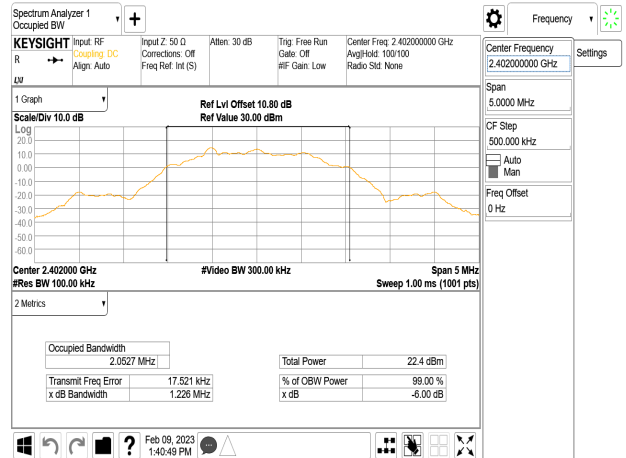 Spectrum Analyzer 1
Occupied BW
Frequency
KEYSIGHT
R
Input: RF
Coupling: DC
Align: Auto
Input Z: 50 Ω
Corrections: Off
Freq Ref: Int (S)
Atten: 30 dB
Trig: Free Run
Gate: Off
#IF Gain: Low
Center Freq: 2.402000000 GHz
Avg|Hold: 100/100
Radio Std: None
Center Frequency
2.402000000 GHz
Settings
Span
5.0000 MHz
CF Step
500.000 kHz
Auto
Man
Freq Offset
0 Hz
1 Graph
Scale/Div 10.0 dB
Ref Lvl Offset 10.80 dB
Ref Value 30.00 dBm
Log
20.0
10.0
0.00
-10.0
-20.0
-30.0
-40.0
-50.0
-60.0
Center 2.402000 GHz
#Res BW 100.00 kHz
#Video BW 300.00 kHz
Span 5 MHz
Sweep 1.00 ms (1001 pts)
2 Metrics
Occupied Bandwidth
2.0527 MHz
Total Power 22.4 dBm
Transmit Freq Error 17.521 kHz
% of OBW Power 99.00 %
x dB Bandwidth 1.226 MHz
x dB -6.00 dB
?
Feb 09, 2023
1:40:49 PM